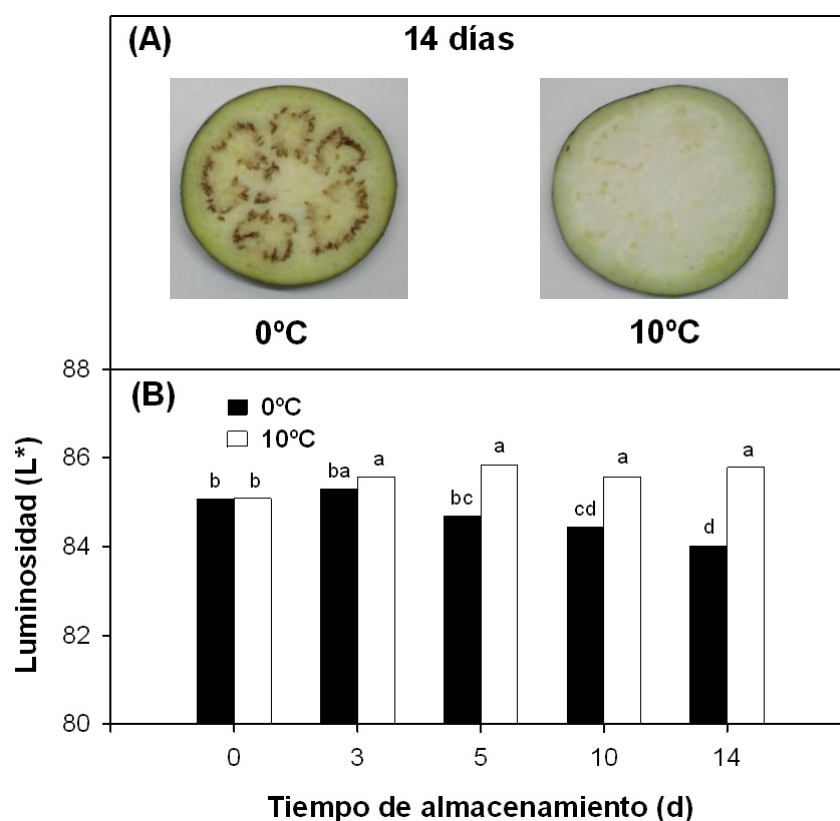 (A)
14 días
0ºC
10ºC
(B)
0ºC
10ºC
Luminosidad (L*)
88
86
84
82
80
b b ba a bc a cd a d a
0 3 5 10 14
Tiempo de almacenamiento (d)